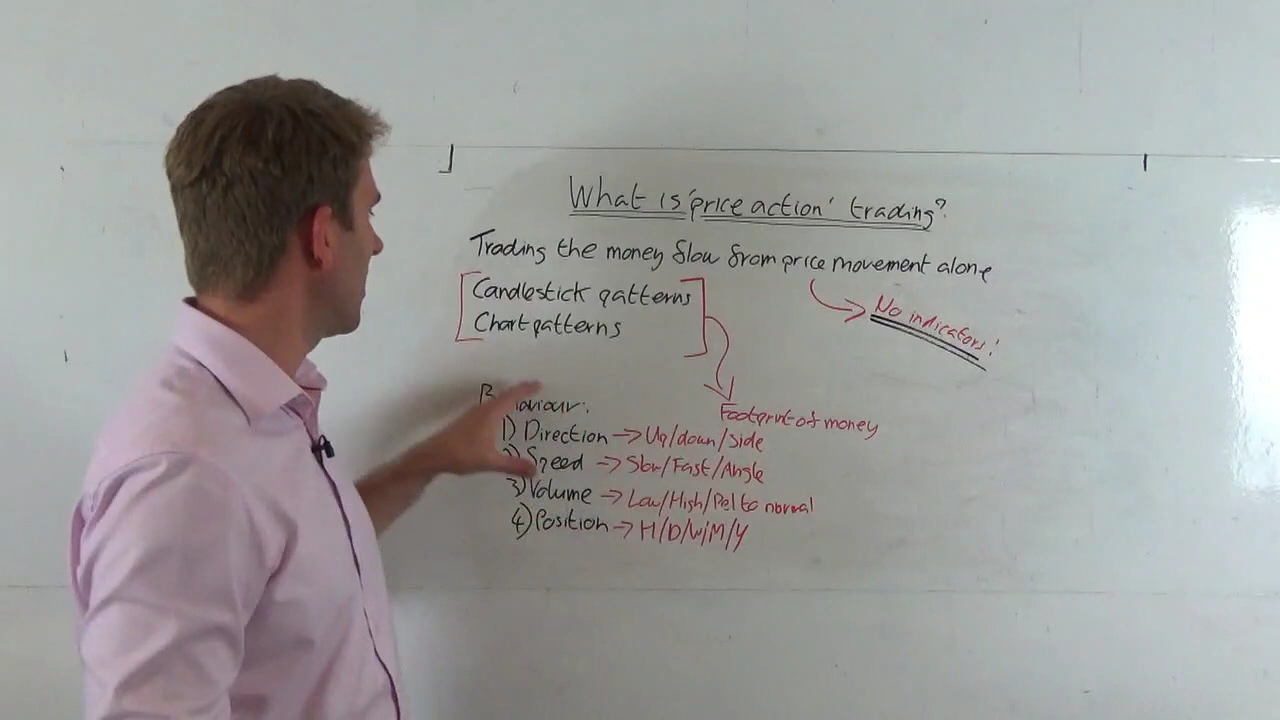 What is 'price action' trading?
Trading the money flow from price movement alone
No indicators!
Candlestick patterns
Chart patterns
Footprint of money
1) Direction → Up/down/side
2) Speed → Slow/Fast/Angle
3) Volume → Low/High/Rel to normal
4) Position → H/D/W/M/Y